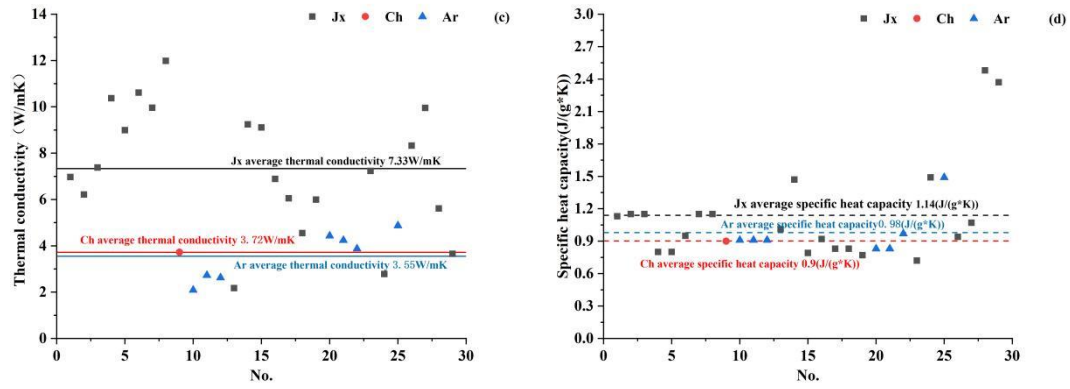 Jx Ch Ar (c)
Thermal conductivity（W/mK）
14
12
10
8
6
4
2
0
Jx average thermal conductivity 7.33W/mK
Ch average thermal conductivity 3.72W/mK
Ar average thermal conductivity 3.55W/mK
0 5 10 15 20 25 30
No.
Jx Ch Ar (d)
Specific heat capacity(J/(g*K))
3.0
2.7
2.4
2.1
1.8
1.5
1.2
0.9
0.6
0.3
0.0
Jx average specific heat capacity 1.14(J/(g*K))
Ar average specific heat capacity0.98(J/(g*K))
Ch average specific heat capacity 0.9(J/(g*K))
0 5 10 15 20 25 30
No.